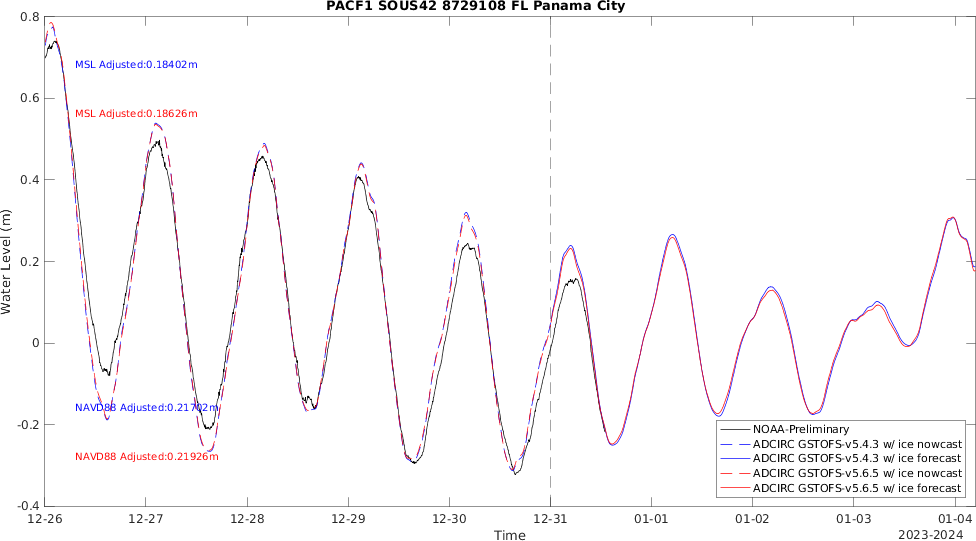 PACF1 SOUS42 8729108 FL Panama City
0.8
0.6
0.4
0.2
0
-0.2
-0.4
Water Level (m)
MSL Adjusted:0.18402m
MSL Adjusted:0.18626m
NAVD88 Adjusted:0.21702m
NAVD88 Adjusted:0.21926m
NOAA-Preliminary
ADCIRC GSTOFS-v5.4.3 w/ ice nowcast
ADCIRC GSTOFS-v5.4.3 w/ ice forecast
ADCIRC GSTOFS-v5.6.5 w/ ice nowcast
ADCIRC GSTOFS-v5.6.5 w/ ice forecast
12-26 12-27 12-28 12-29 12-30 12-31 01-01 01-02 01-03 01-04
Time
2023-2024